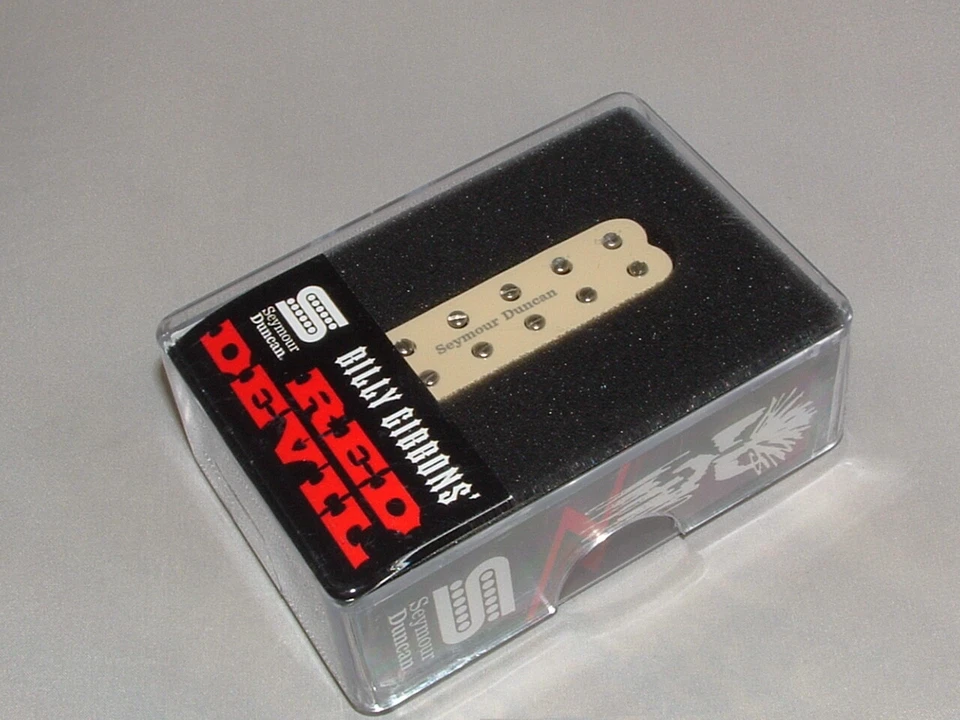 Seymour
Duncan.
BILLY GIBBONS'
RED
DEVIL
Seymour Duncan
Seymour
Duncan.